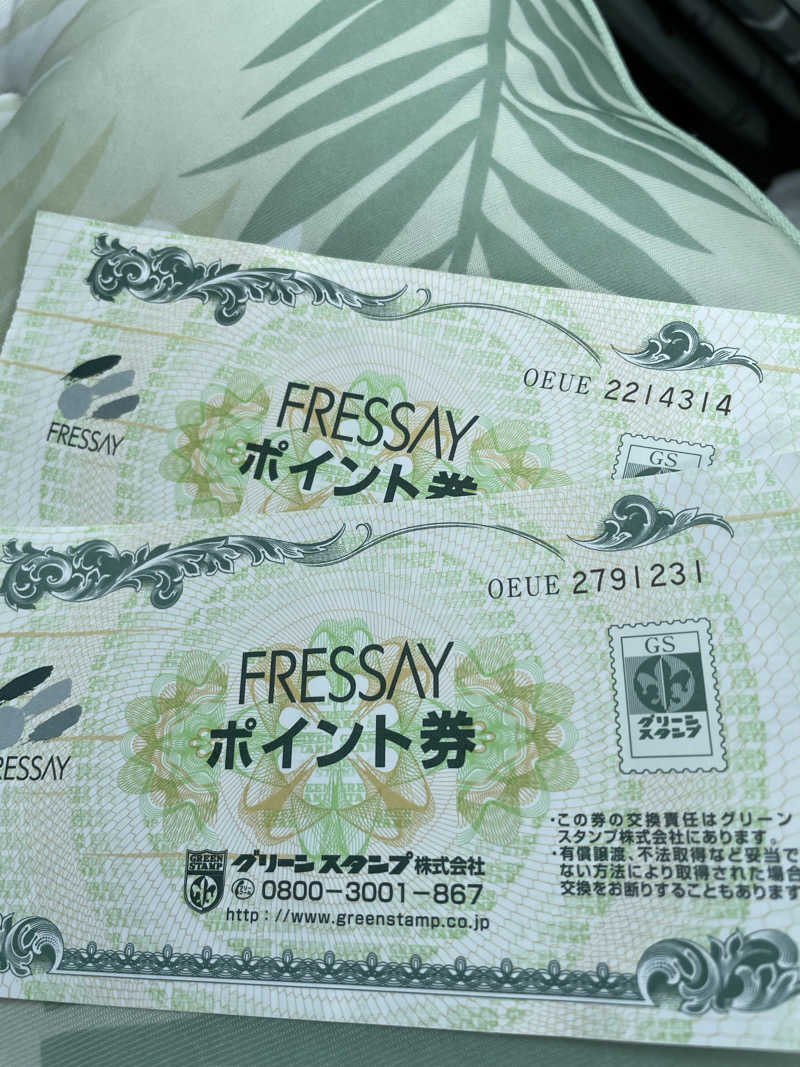 OEUE 2214314
FRESSAY
FRESSAY
ポイント券
GS
OEUE 2791231
GS
グリーン
スタンプ
FRESSAY
ポイント券
RESSAY
・この券の交換責任はグリーン
スタンプ株式会社にあります。
・有償譲渡、不法取得など妥当で
ない方法により取得された場合
交換をお断りすることもあります
GREEN
STAMP
グリーンスタンプ株式会社
0800-3001-867
http://www.greenstamp.co.jp